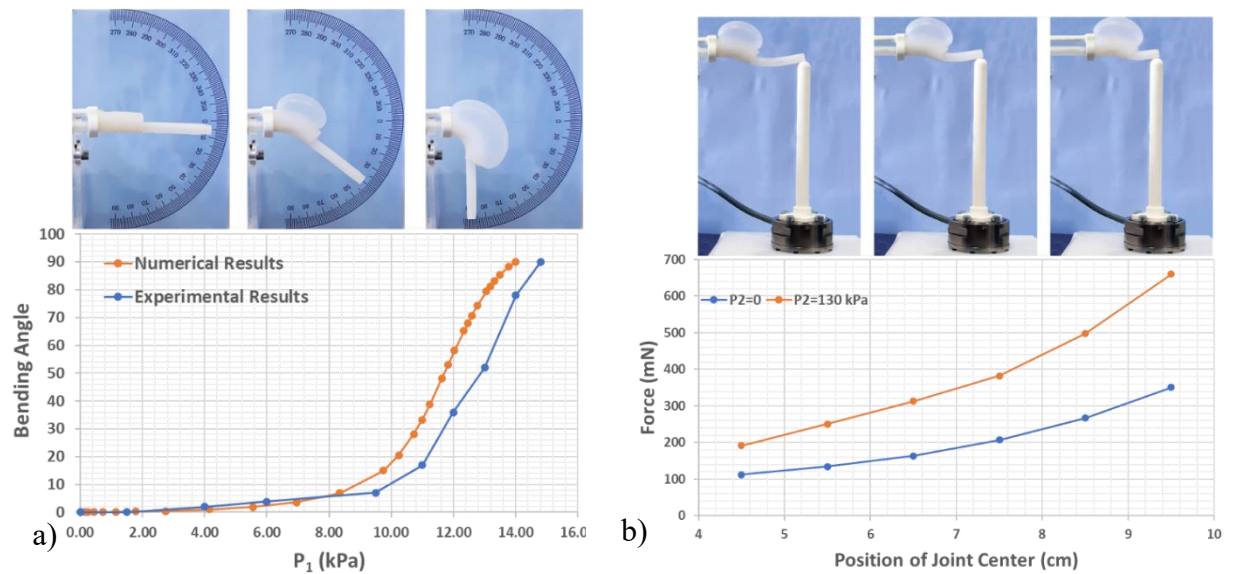 100
90
80
70
60
50
40
30
20
10
0
Bending Angle
Numerical Results
Experimental Results
0.00 2.00 4.00 6.00 8.00 10.00 12.00 14.00 16.0
P1 (kPa)
a)
700
600
500
400
300
200
100
0
Force (mN)
P2=0 P2=130 kPa
4 5 6 7 8 9 10
Position of Joint Center (cm)
b)